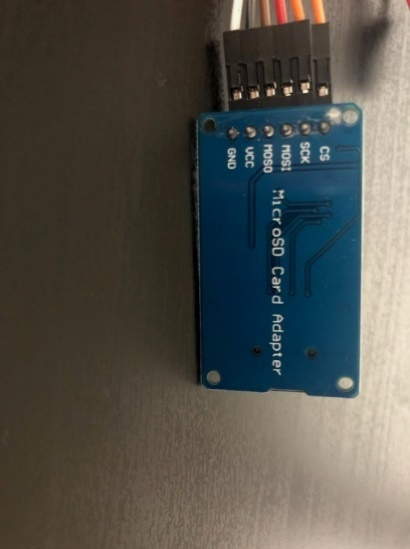 GND
VCC
MOSO
MOSI
SCK
CS
MicroSD Card Adapter